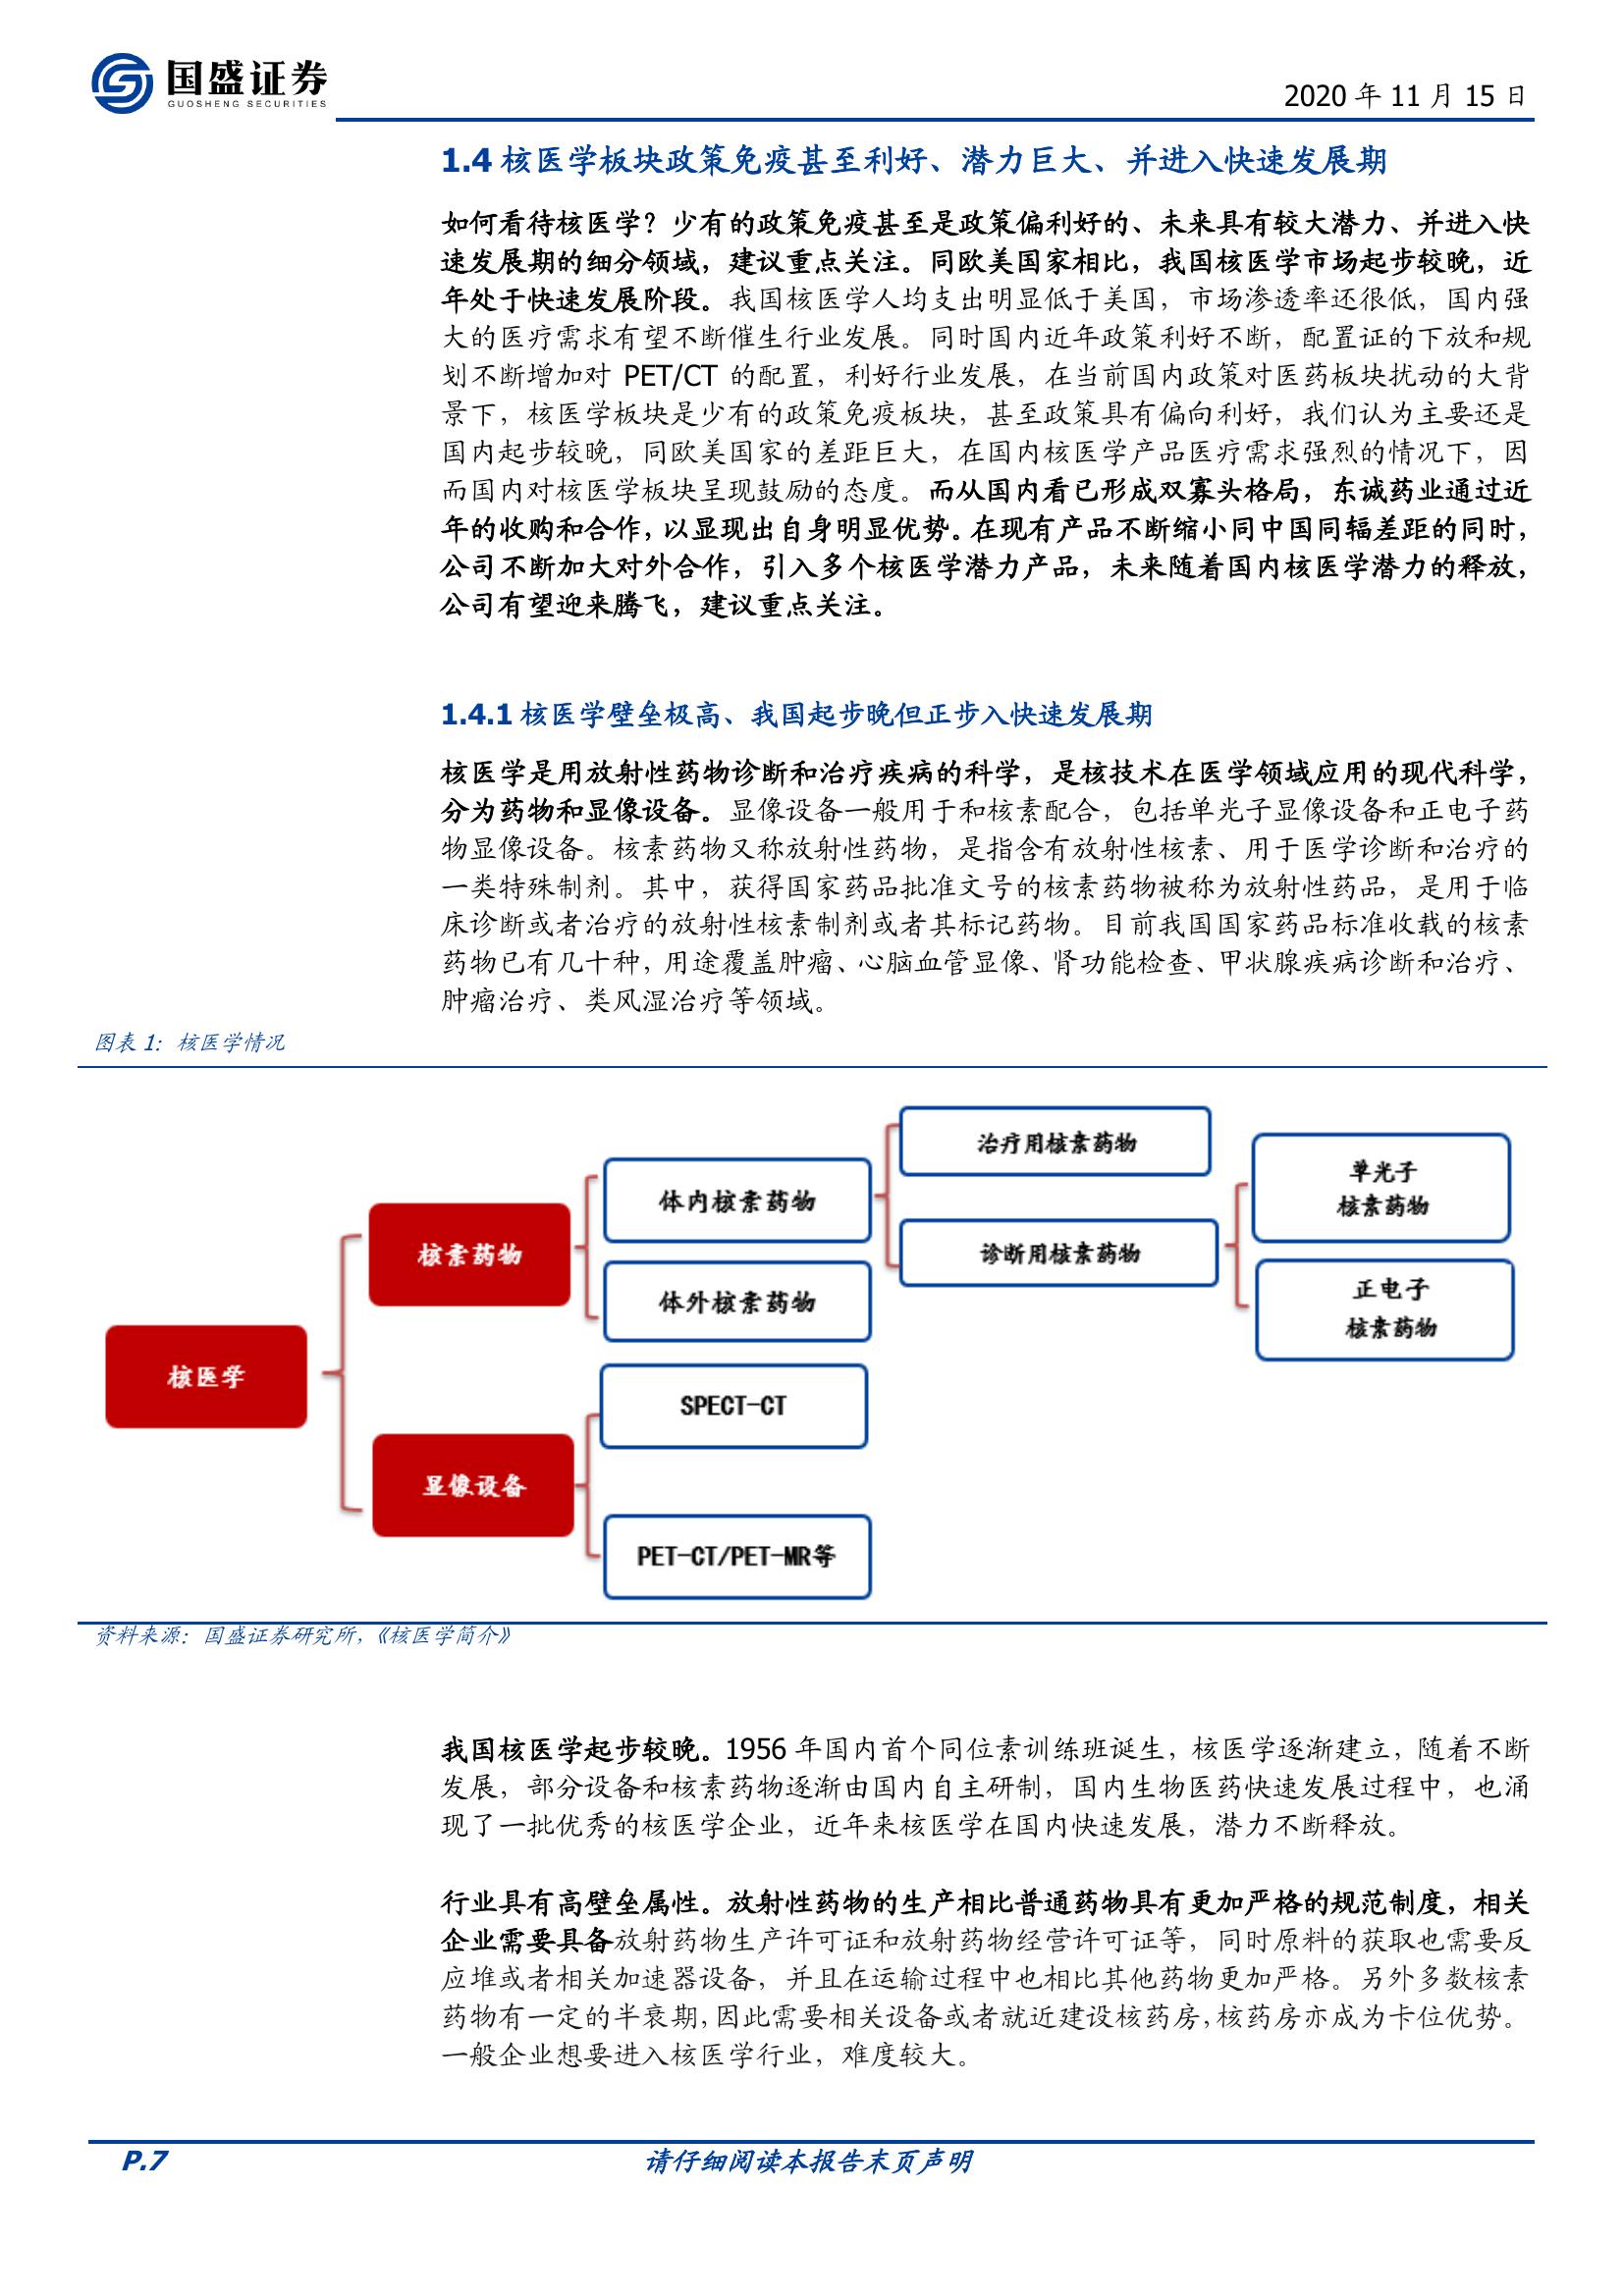 国盛证券
GUOSHENG SECURITIES
2020 年 11 月 15 日
1.4 核医学板块政策免疫甚至利好、潜力巨大、并进入快速发展期
如何看待核医学？少有的政策免疫甚至是政策偏利好的、未来具有较大潜力、并进入快
速发展期的细分领域，建议重点关注。同欧美国家相比，我国核医学市场起步较晚，近
年处于快速发展阶段。我国核医学人均支出明显低于美国，市场渗透率还很低，国内强
大的医疗需求有望不断催生行业发展。同时国内近年政策利好不断，配置证的下放和规
划不断增加对 PET/CT 的配置，利好行业发展，在当前国内政策对医药板块扰动的大背
景下，核医学板块是少有的政策免疫板块，甚至政策具有偏向利好，我们认为主要还是
国内起步较晚，同欧美国家的差距巨大，在国内核医学产品医疗需求强烈的情况下，因
而国内对核医学板块呈现鼓励的态度。而从国内看已形成双寡头格局，东诚药业通过近
年的收购和合作，以显现出自身明显优势。在现有产品不断缩小同中国同辐差距的同时，
公司不断加大对外合作，引入多个核医学潜力产品，未来随着国内核医学潜力的释放，
公司有望迎来腾飞，建议重点关注。
1.4.1 核医学壁垒极高、我国起步晚但正步入快速发展期
核医学是用放射性药物诊断和治疗疾病的科学，是核技术在医学领域应用的现代科学，
分为药物和显像设备。显像设备一般用于和核素配合，包括单光子显像设备和正电子药
物显像设备。核素药物又称放射性药物，是指含有放射性核素、用于医学诊断和治疗的
一类特殊制剂。其中，获得国家药品批准文号的核素药物被称为放射性药品，是用于临
床诊断或者治疗的放射性核素制剂或者其标记药物。目前我国国家药品标准收载的核素
药物已有几十种，用途覆盖肿瘤、心脑血管显像、肾功能检查、甲状腺疾病诊断和治疗、
肿瘤治疗、类风湿治疗等领域。
图表 1：核医学情况
核医学
核素药物
显像设备
体内核素药物
体外核素药物
SPECT-CT
PET-CT/PET-MR等
治疗用核素药物
诊断用核素药物
单光子
核素药物
正电子
核素药物
资料来源：国盛证券研究所，《核医学简介》
我国核医学起步较晚。1956 年国内首个同位素训练班诞生，核医学逐渐建立，随着不断
发展，部分设备和核素药物逐渐由国内自主研制，国内生物医药快速发展过程中，也涌
现了一批优秀的核医学企业，近年来核医学在国内快速发展，潜力不断释放。
行业具有高壁垒属性。放射性药物的生产相比普通药物具有更加严格的规范制度，相关
企业需要具备放射药物生产许可证和放射药物经营许可证等，同时原料的获取也需要反
应堆或者相关加速器设备，并且在运输过程中也相比其他药物更加严格。另外多数核素
药物有一定的半衰期，因此需要相关设备或者就近建设核药房，核药房亦成为卡位优势。
一般企业想要进入核医学行业，难度较大。
P.7
请仔细阅读本报告末页声明